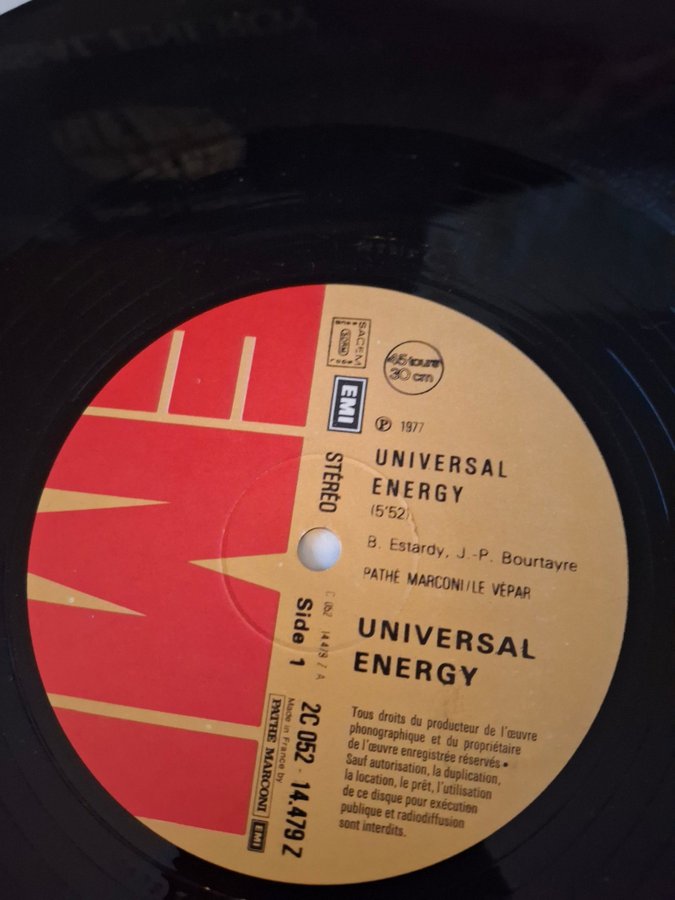 EMI
SACEM
45 tours
30 cm
EMI
℗ 1977
STÉRÉO
UNIVERSAL
ENERGY
(5'52)
B. Estardy, J.-P. Bourtayre
PATHÉ MARCONI/LE VÉPAR
UNIVERSAL
ENERGY
Side 1
2C 052 - 14.479 Z
Made in France by
PATHE MARCONI EMI
Tous droits du producteur de l'œuvre
phonographique et du propriétaire
de l'œuvre enregistrée réservés •
Sauf autorisation, la duplication,
la location, le prêt, l'utilisation
de ce disque pour exécution
publique et radiodiffusion
sont interdits.